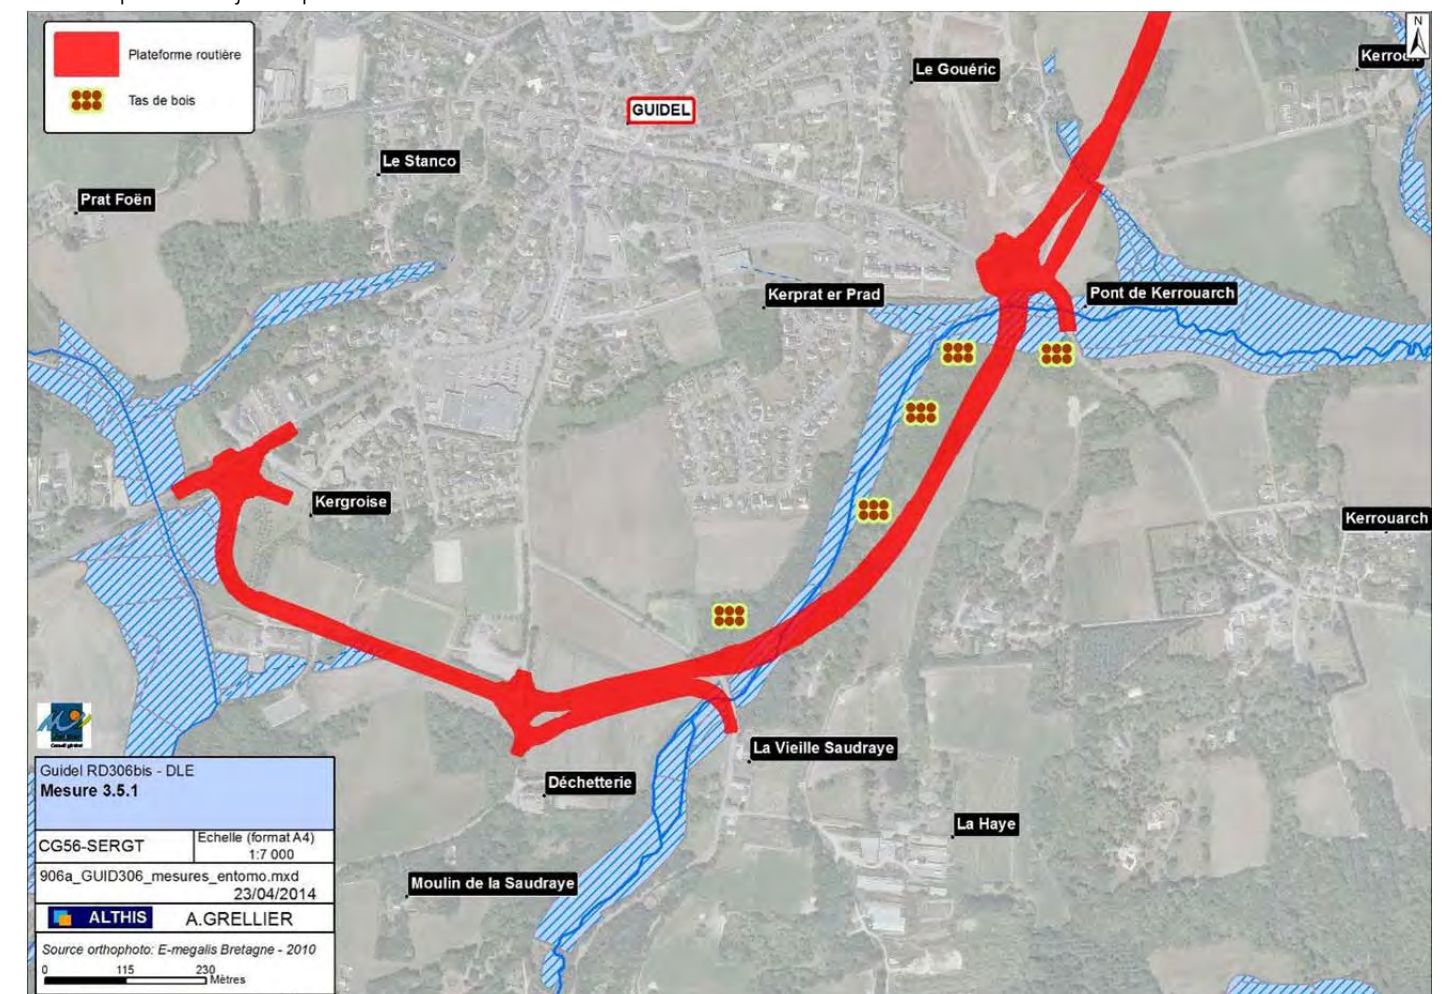 N
Plateforme routière
Tas de bois
Le Gouéric
GUIDEL
Le Stanco
Prat Foën
Kerprat er Prad
Pont de Kerrouarch
Kergroise
Kerrouarch
La Vieille Saudraye
Déchetterie
La Haye
Moulin de la Saudraye
Conseil général
Guidel RD306bis - DLE
Mesure 3.5.1
CG56-SERGT
Echelle (format A4)
1:7 000
906a_GUID306_mesures_entomo.mxd
23/04/2014
ALTHIS A.GRELLIER
Source orthophoto: E-megalis Bretagne - 2010
0 115 230
Mètres